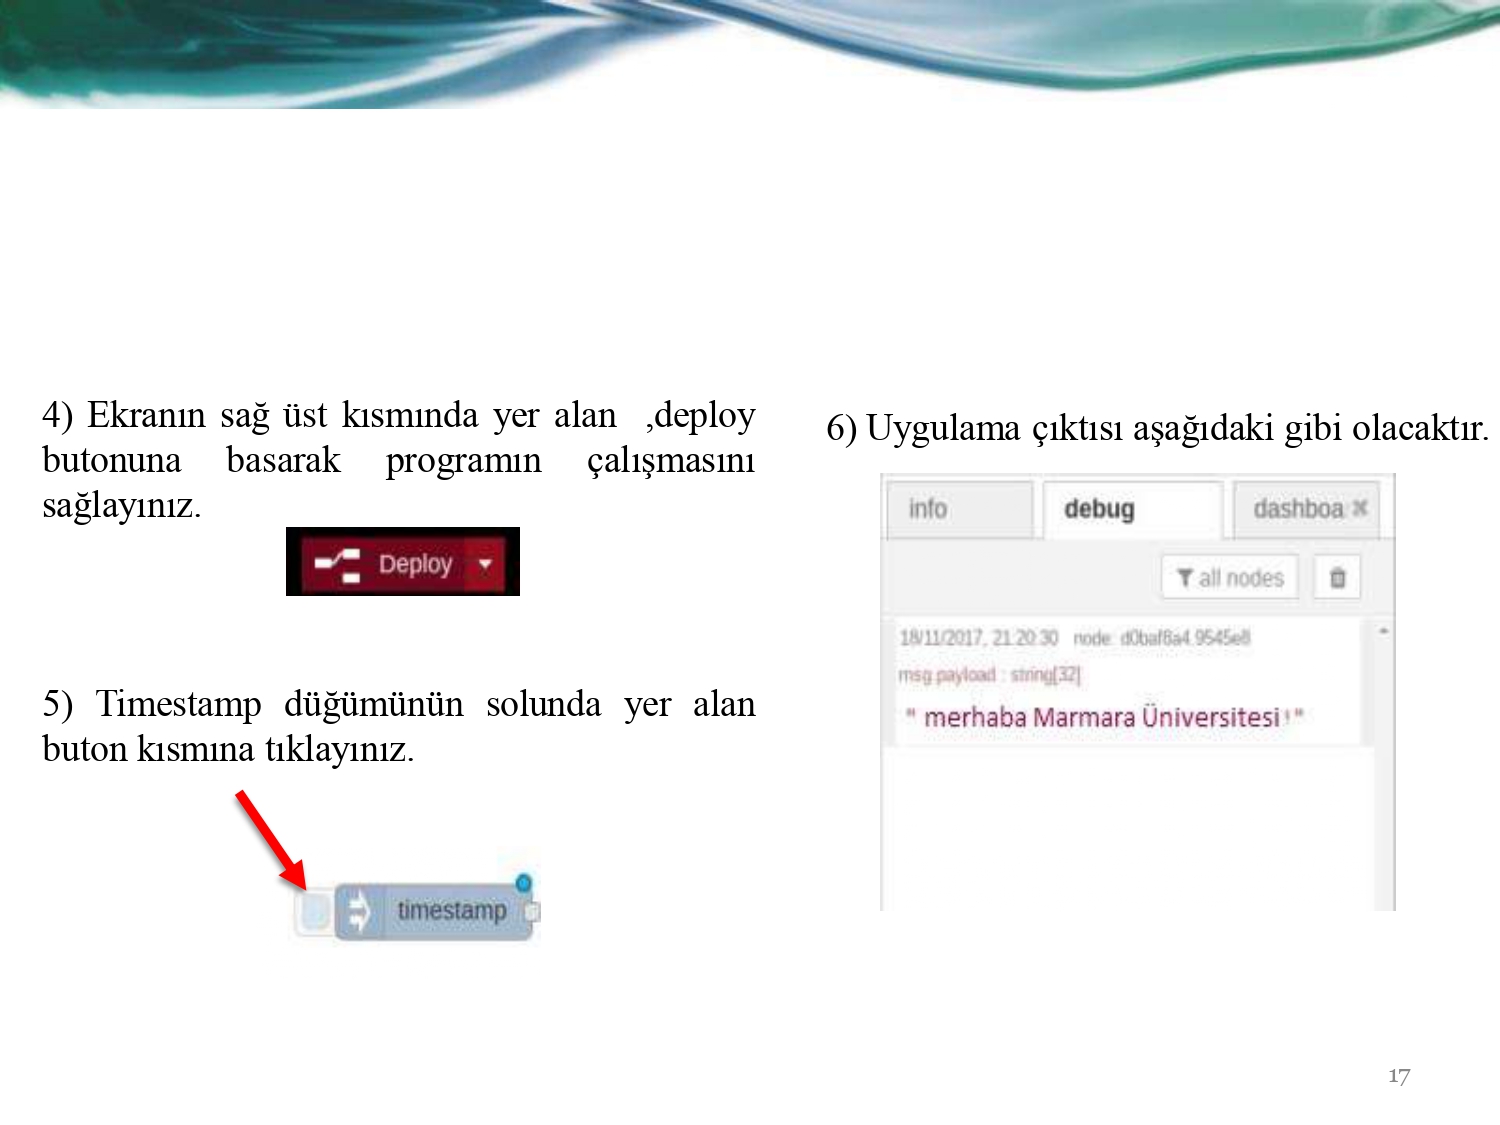 4) Ekranın sağ üst kısmında yer alan ,deploy
butonuna basarak programın çalışmasını
sağlayınız.
Deploy
5) Timestamp düğümünün solunda yer alan
buton kısmına tıklayınız.
timestamp
6) Uygulama çıktısı aşağıdaki gibi olacaktır.
info debug dashboa
all nodes
18/11/2017, 21:20:30 node: d0baf6a4.9545e8
msg.payload : string[32]
" merhaba Marmara Üniversitesi ! "
17